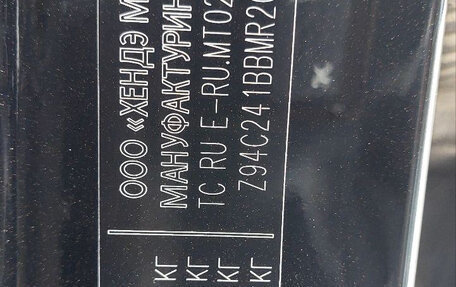 ООО «ХЕНДЭ М
МАНУФАКТУРИН
ТС RU E-RU.MT02
Z94C241BBMR2
КГ
КГ
КГ
КГ